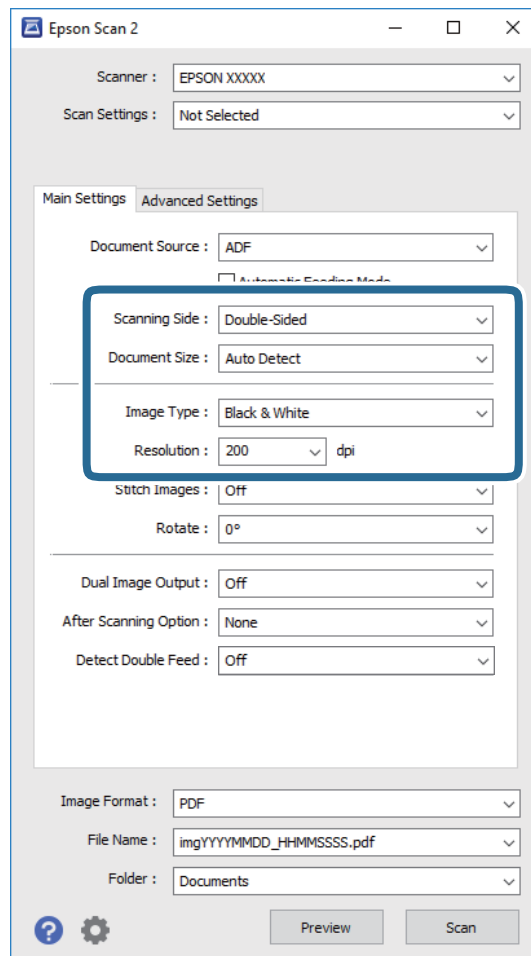 Epson Scan 2
Scanner : EPSON XXXXX
Scan Settings : Not Selected
Main Settings Advanced Settings
Document Source : ADF
Automatic Feeding Mode
Scanning Side : Double-Sided
Document Size : Auto Detect
Image Type : Black & White
Resolution : 200 dpi
Stitch Images : Off
Rotate : 0°
Dual Image Output : Off
After Scanning Option : None
Detect Double Feed : Off
Image Format : PDF
File Name : imgYYYYMMDD_HHMMSSSS.pdf
Folder : Documents
? Preview Scan